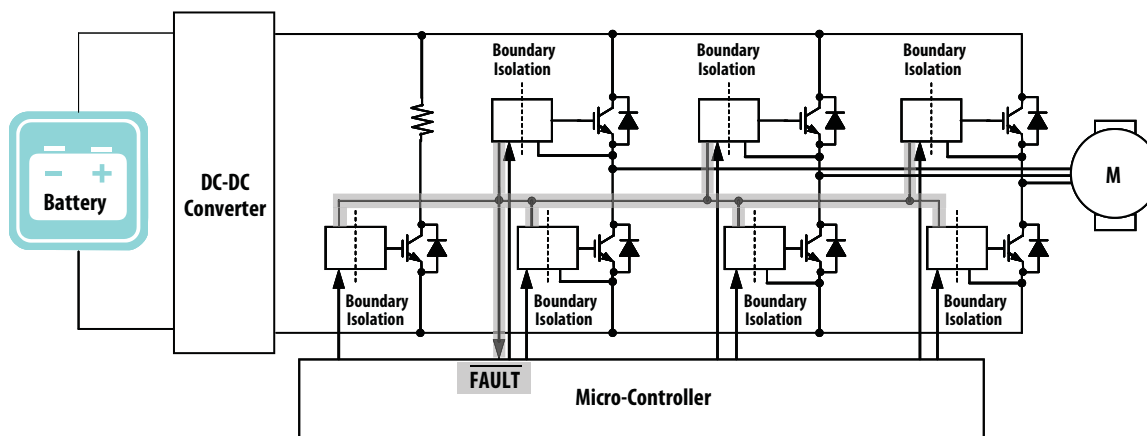 Boundary
Isolation
Boundary
Isolation
Boundary
Isolation
Battery
DC-DC
Converter
M
Boundary
Isolation
Boundary
Isolation
Boundary
Isolation
Boundary
Isolation
FAULT
Micro-Controller